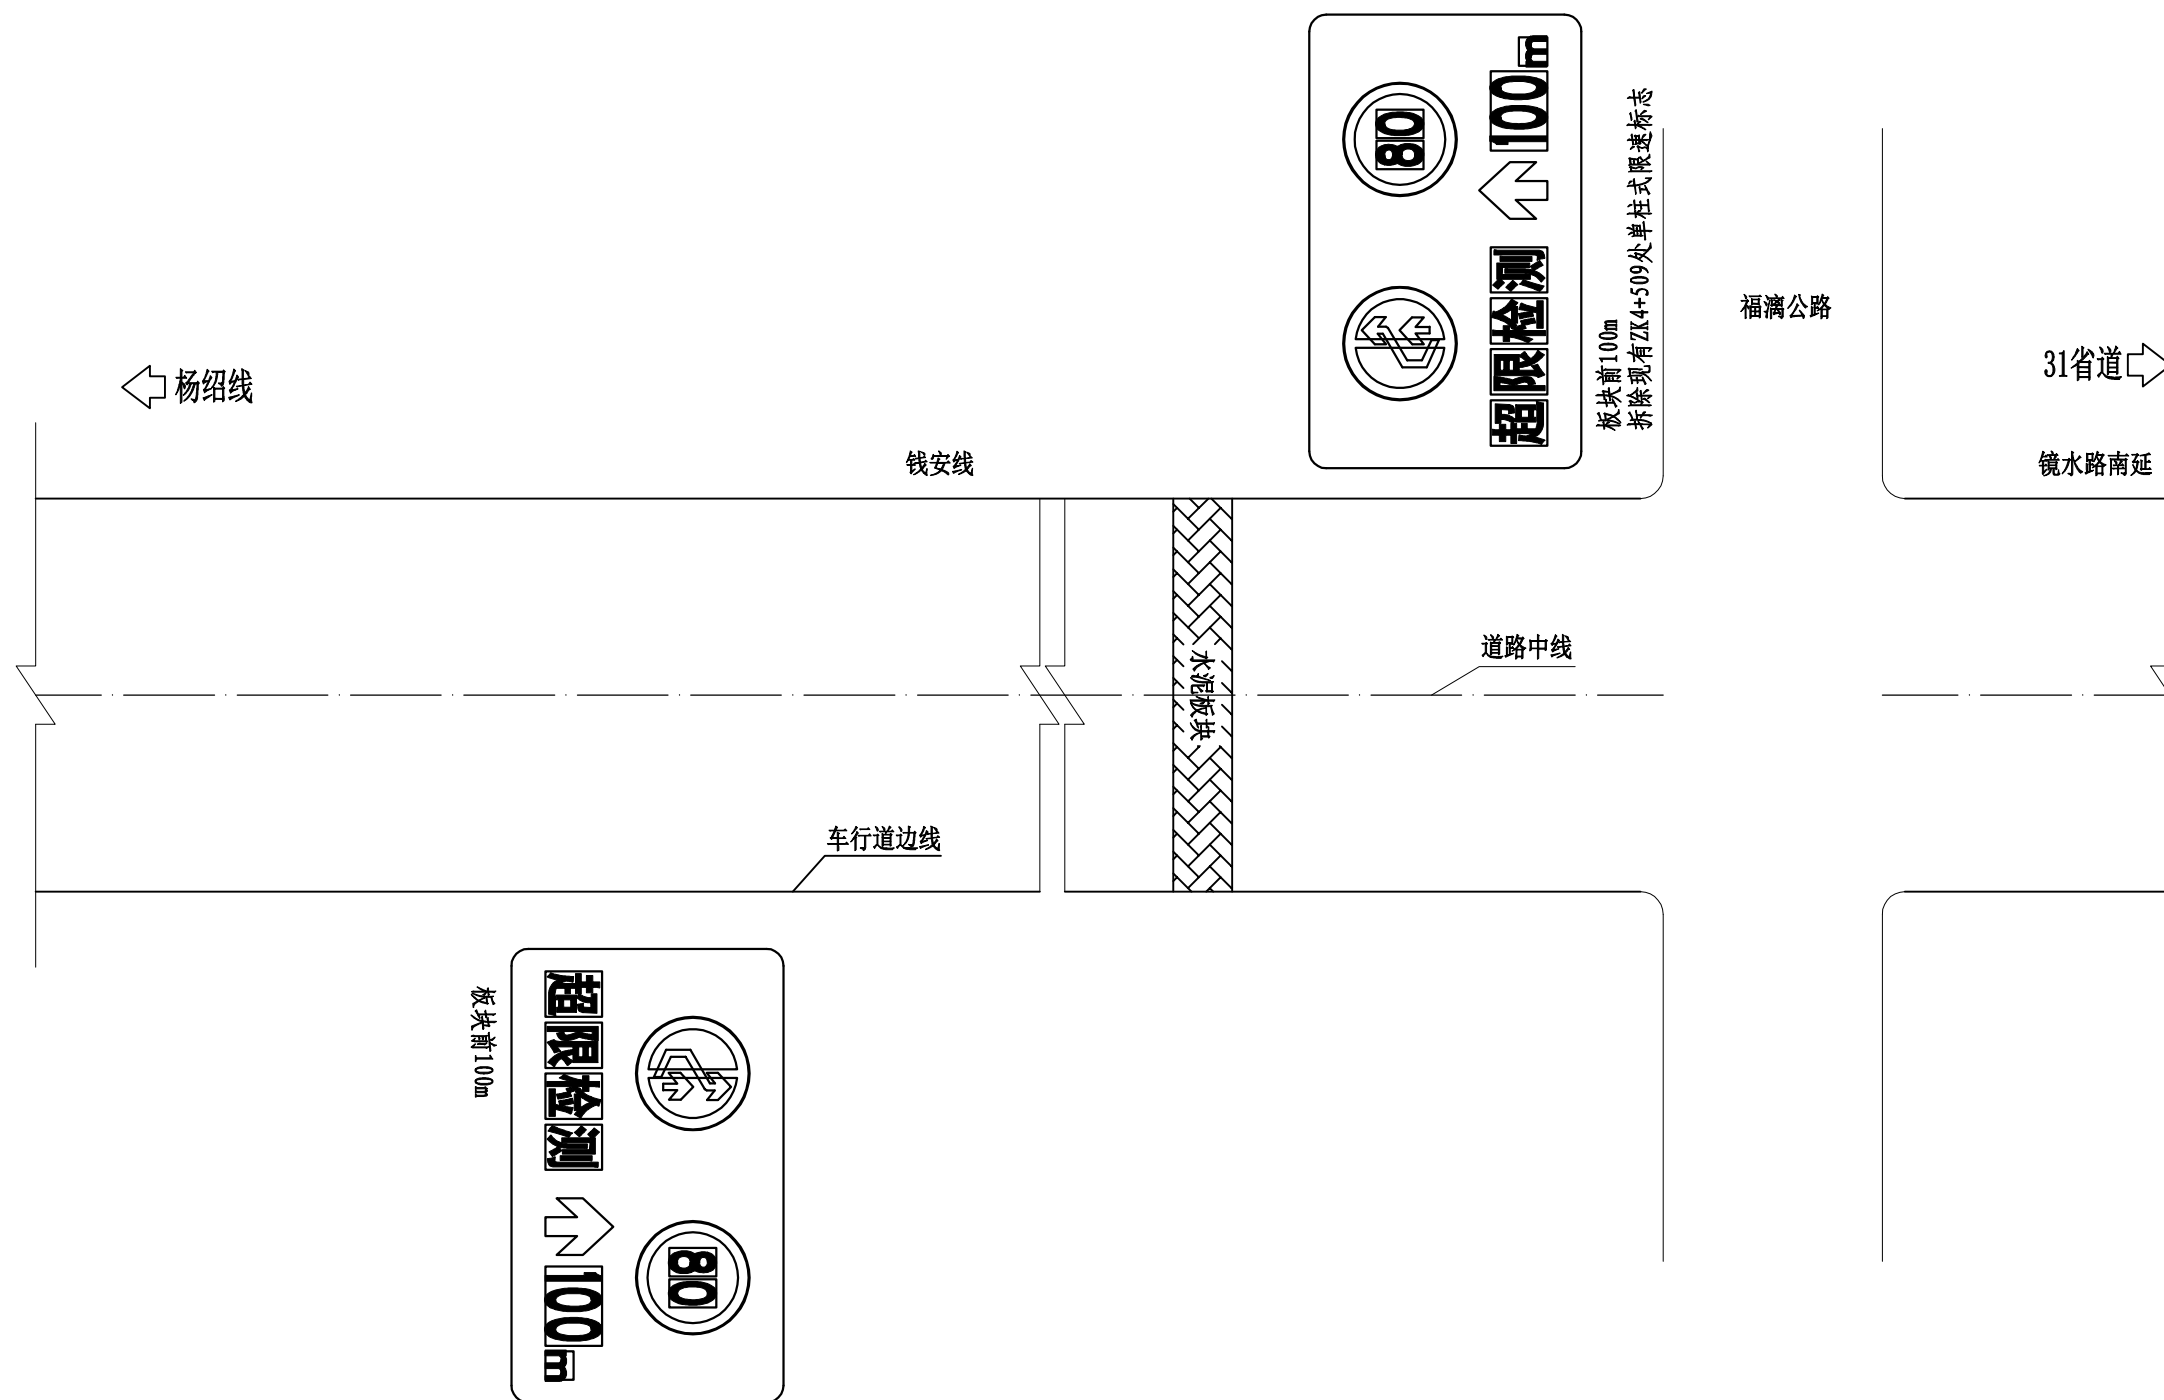 80
超限检测 100m
板块前100m
拆除现有ZK4+509处单柱式限速标志
福漓公路
杨绍线
31省道
钱安线
镜水路南延
道路中线
水泥板块
车行道边线
板块前100m
超限检测 100m
80